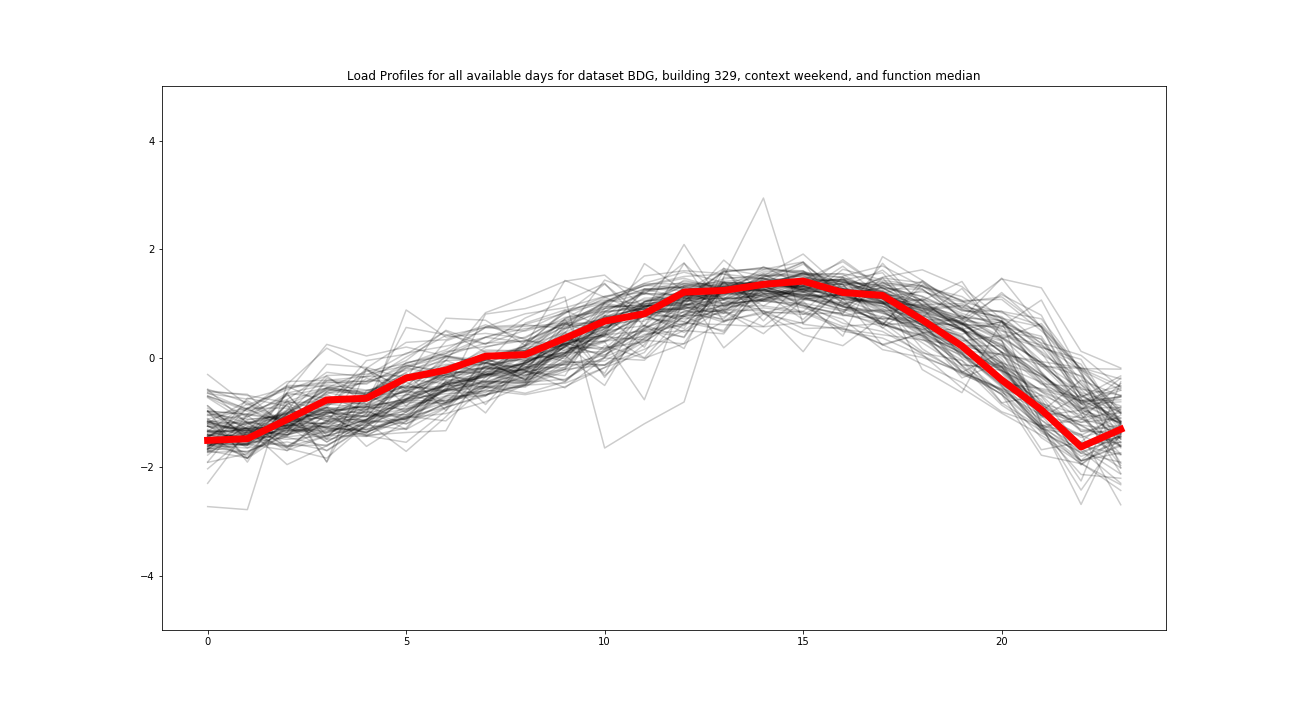 Load Profiles for all available days for dataset BDG, building 329, context weekend, and function median
4
2
0
−2
−4
0 5 10 15 20